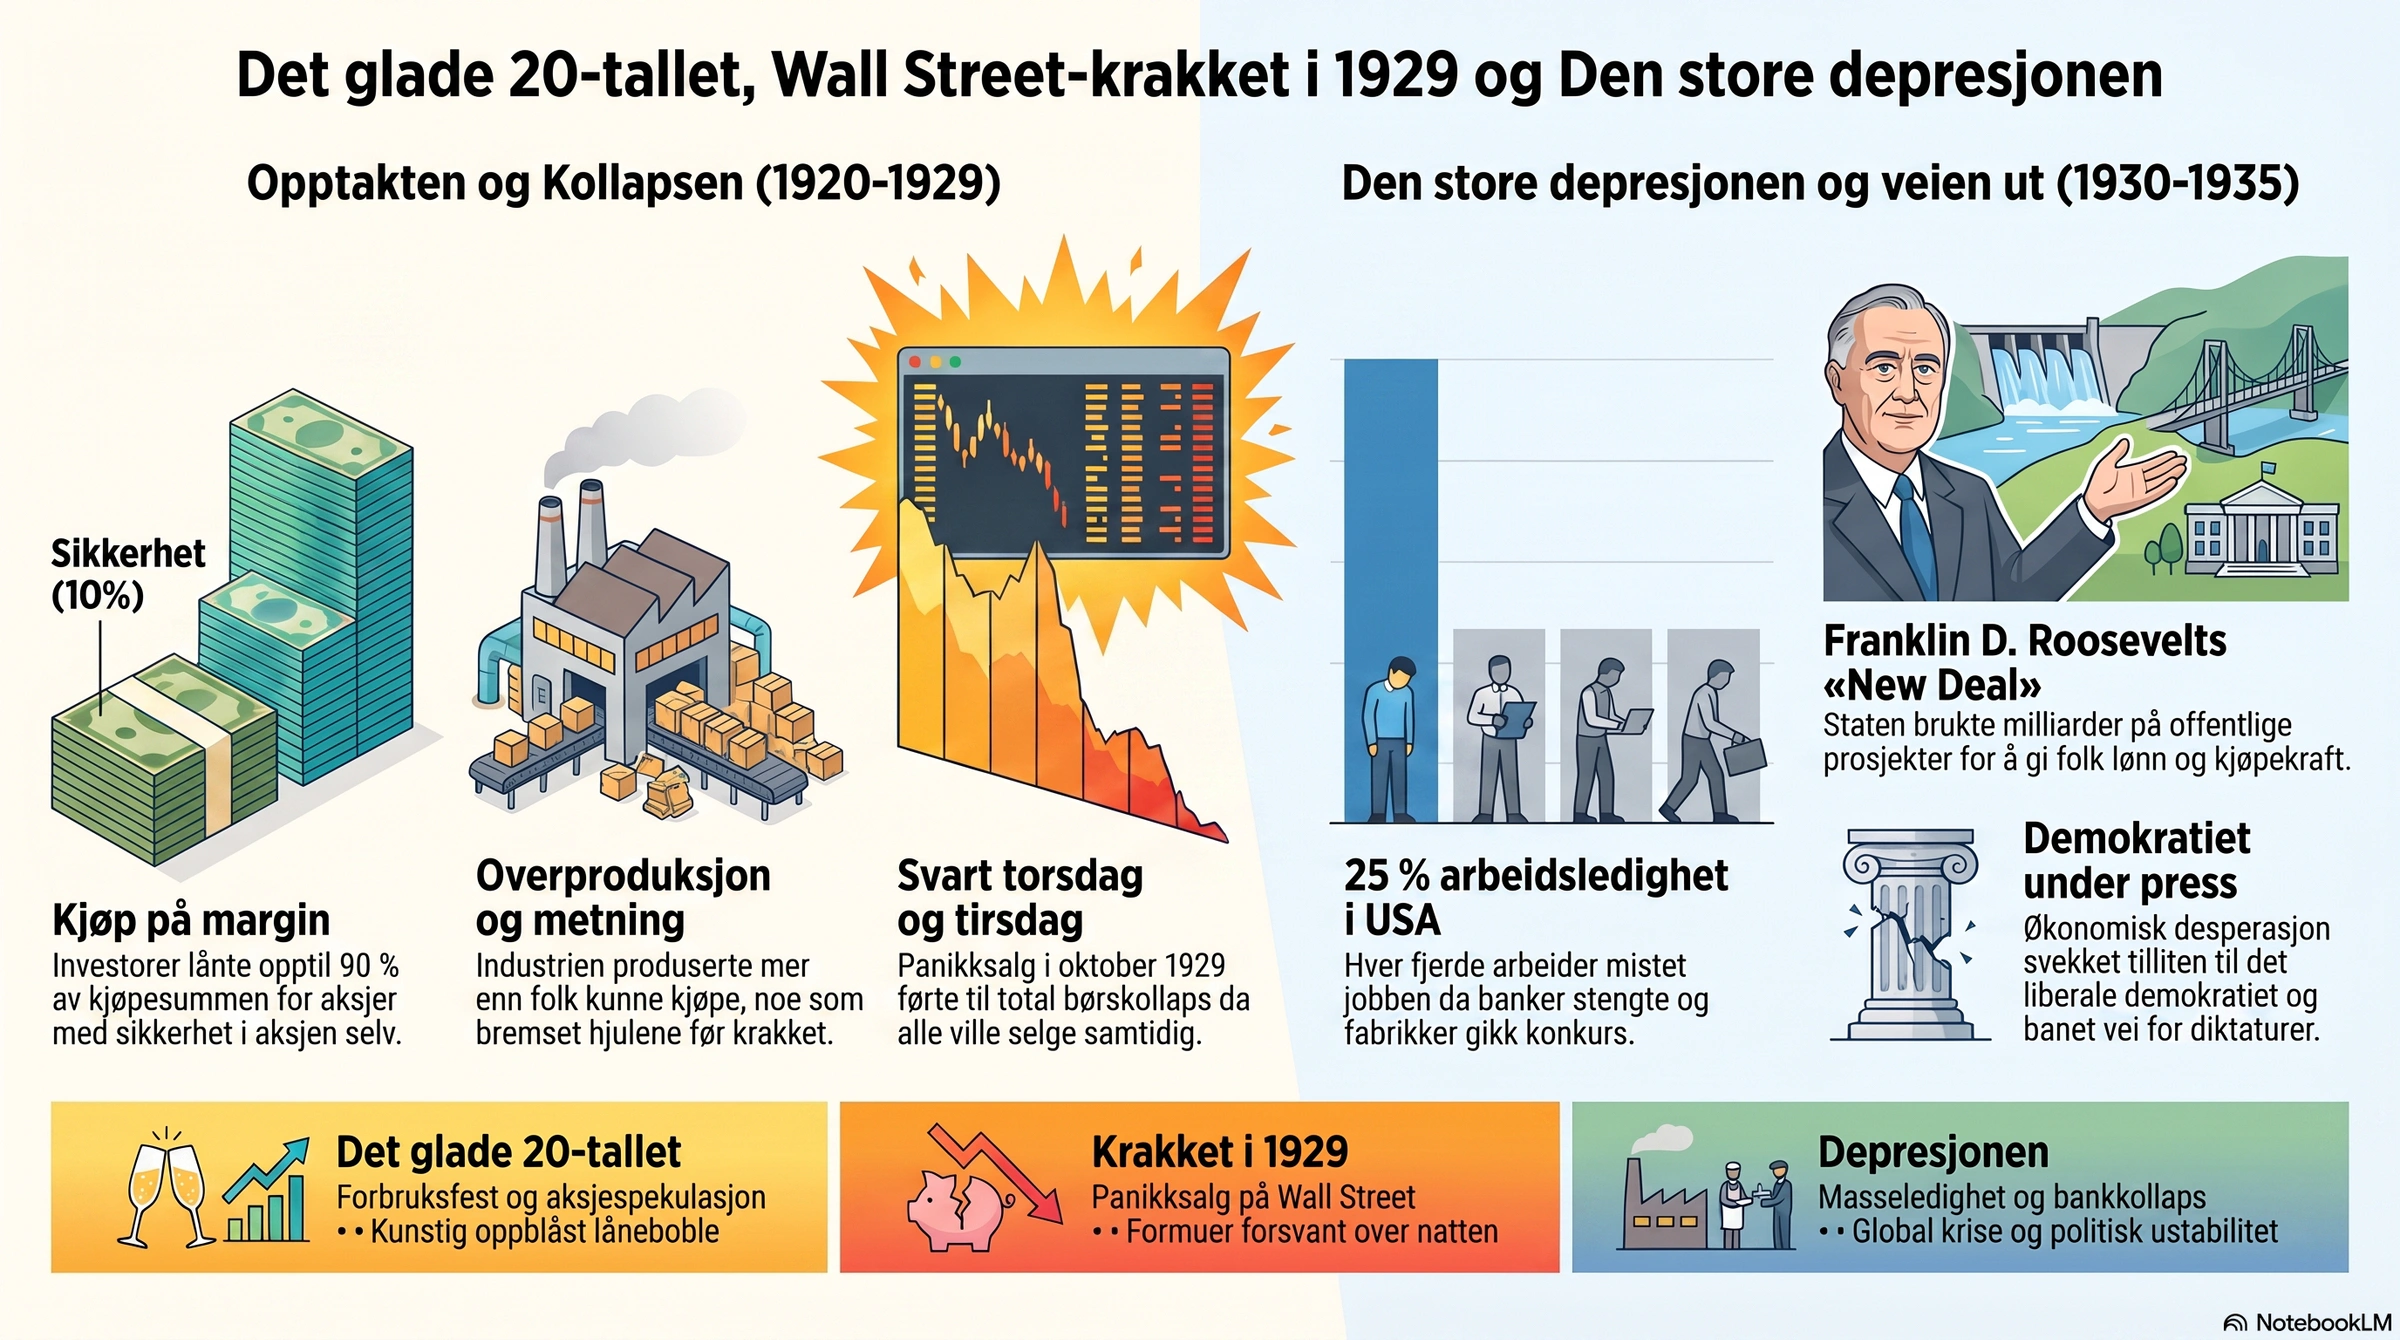 Det glade 20-tallet, Wall Street-krakket i 1929 og Den store depresjonen
Opptakten og Kollapsen (1920-1929)
Sikkerhet
(10%)
Kjøp på margin
Investorer lånte opptil 90 %
av kjøpesummen for aksjer
med sikkerhet i aksjen selv.
Overproduksjon
og metning
Industrien produserte mer
enn folk kunne kjøpe, noe som
bremset hjulene før krakket.
Svart torsdag
og tirsdag
Panikksalg i oktober 1929
førte til total børskollaps da
alle ville selge samtidig.
Den store depresjonen og veien ut (1930-1935)
25 % arbeidsledighet
i USA
Hver fjerde arbeider mistet
jobben da banker stengte og
fabrikker gikk konkurs.
Franklin D. Roosevelts
«New Deal»
Staten brukte milliarder på offentlige
prosjekter for å gi folk lønn og kjøpekraft.
Demokratiet
under press
Økonomisk desperasjon
svekket tilliten til det
liberale demokratiet og
banet vei for diktaturer.
Det glade 20-tallet
Forbruksfest og aksjespekulasjon
•• Kunstig oppblåst låneboble
Krakket i 1929
Panikksalg på Wall Street
•• Formuer forsvant over natten
Depresjonen
Masseledighet og bankkollaps
•• Global krise og politisk ustabilitet
NotebookLM